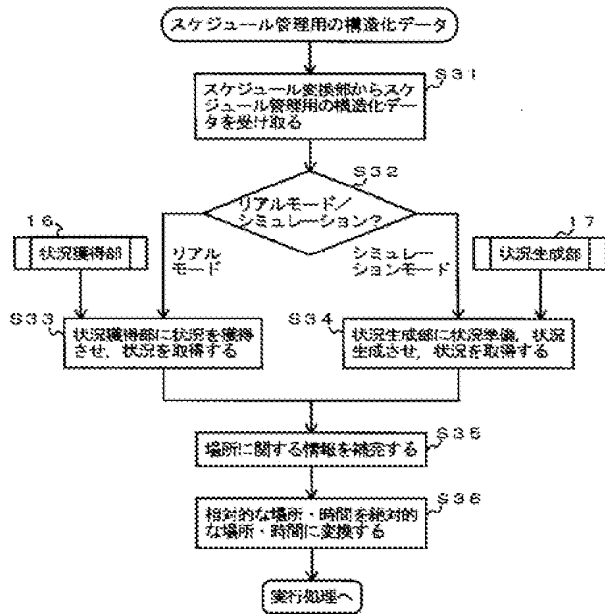 スケジュール管理用の構造化データ
S31
スケジュール変換部からスケ
ジュール管理用の構造化デー
タを受け取る
S32
リアルモード／
シミュレーション？
16
状況獲得部
リアル
モード
シミュレー
ションモード
17
状況生成部
S33
状況獲得部に状況を獲得
させ，状況を取得する
S34
状況生成部に状況準備，状況
生成させ，状況を取得する
S35
場所に関する情報を補完する
S36
相対的な場所・時間を絶対的
な場所・時間に変換する
実行処理へ